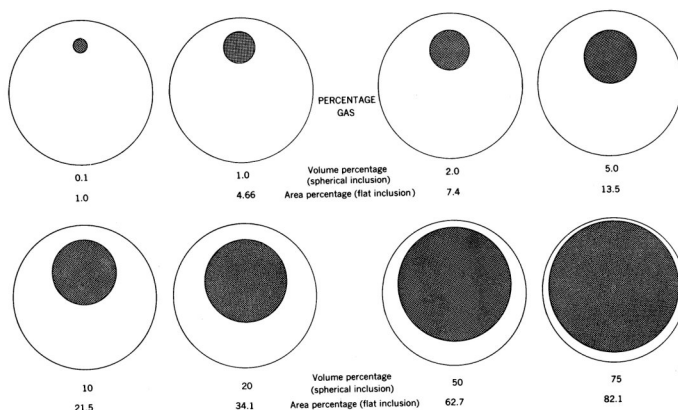 PERCENTAGE
GAS
0.1 1.0 Volume percentage 2.0 5.0
(spherical inclusion)
1.0 4.66 Area percentage (flat inclusion) 7.4 13.5
10 20 Volume percentage 50 75
(spherical inclusion)
21.5 34.1 Area percentage (flat inclusion) 62.7 82.1